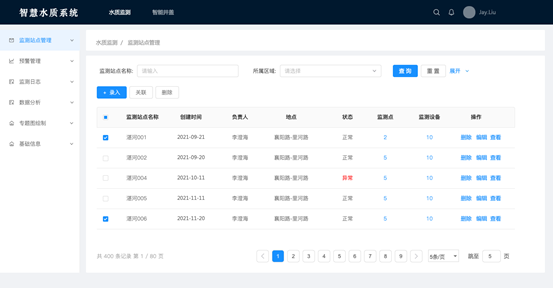 智慧水质系统 水质监测 智能井盖 Jay.Liu
监测站点管理
预警管理
监测日志
数据分析
专题图绘制
基础信息
水质监测 / 监测站点管理
监测站点名称: 请输入 所属区域: 请选择 查 询 重 置 展开
+ 录入 关联 删除
监测站点名称 创建时间 负责人 地点 状态 监测点 监测设备 操作
湛河001 2021-09-21 李澄海 襄阳路-星河路 正常 2 10 删除 编辑 查看
湛河002 2021-09-20 李澄海 襄阳路-星河路 正常 5 10 删除 编辑 查看
湛河004 2021-10-11 李澄海 襄阳路-星河路 异常 5 10 删除 编辑 查看
湛河005 2021-11-11 李澄海 襄阳路-星河路 正常 5 10 删除 编辑 查看
湛河006 2021-11-20 李澄海 襄阳路-星河路 正常 5 10 删除 编辑 查看
共 400 条记录 第 1 / 80 页 1 2 3 4 5 6 7 8 9 5条/页 跳至 5 页